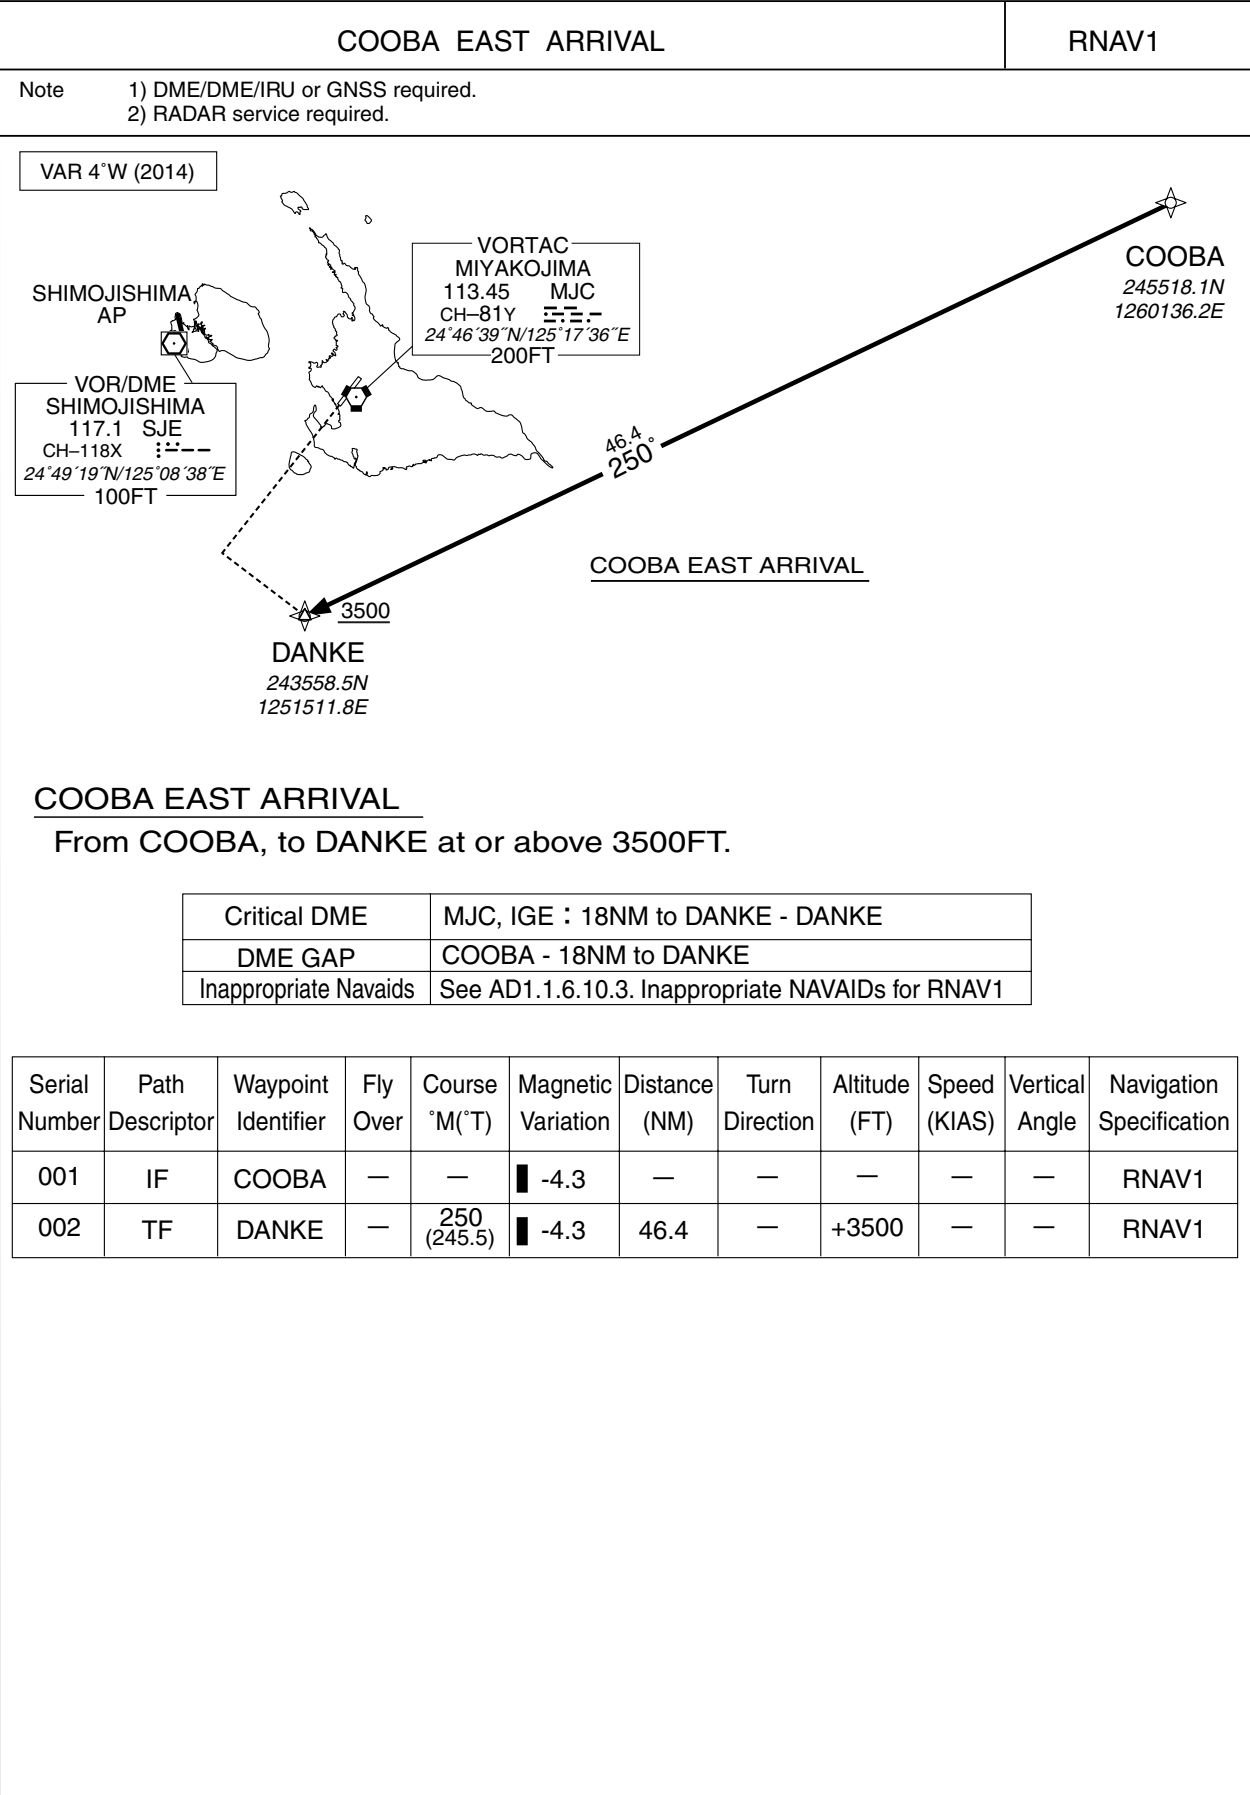 COOBA EAST ARRIVAL RNAV1
Note 1) DME/DME/IRU or GNSS required.
2) RADAR service required.
VAR 4˚W (2014)
VORTAC
MIYAKOJIMA
113.45 MJC
CH–81Y
24˚46´39˝N/125˚17´36˝E
200FT
COOBA
245518.1N
1260136.2E
SHIMOJISHIMA
AP
VOR/DME
SHIMOJISHIMA
117.1 SJE
CH–118X
24˚49´19˝N/125˚08´38˝E
100FT
46.4
250˚
COOBA EAST ARRIVAL
3500
DANKE
243558.5N
1251511.8E
COOBA EAST ARRIVAL
From COOBA, to DANKE at or above 3500FT.
Critical DME MJC, IGE : 18NM to DANKE - DANKE
DME GAP COOBA - 18NM to DANKE
Inappropriate Navaids See AD1.1.6.10.3. Inappropriate NAVAIDs for RNAV1
Serial Path Waypoint Fly Course Magnetic Distance Turn Altitude Speed Vertical Navigation
Number Descriptor Identifier Over ˚M(˚T) Variation (NM) Direction (FT) (KIAS) Angle Specification
001 IF COOBA — — -4.3 — — — — — RNAV1
002 TF DANKE — 250 (245.5) -4.3 46.4 — +3500 — — RNAV1